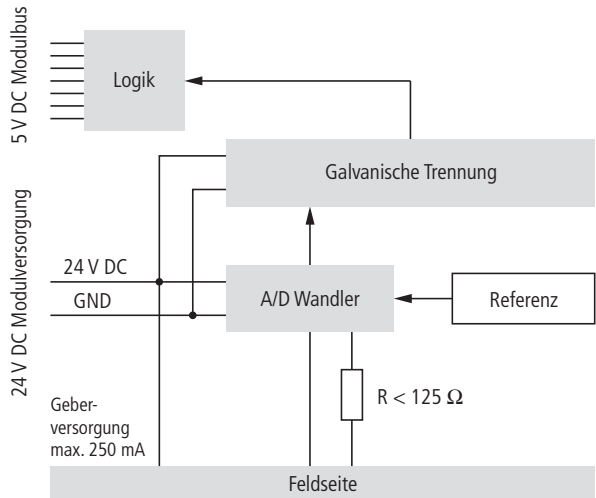 5 V DC Modulbus
Logik
Galvanische Trennung
24 V DC Modulversorgung
24 V DC
GND
A/D Wandler
Referenz
R < 125 Ω
Geber-
versorgung
max. 250 mA
Feldseite